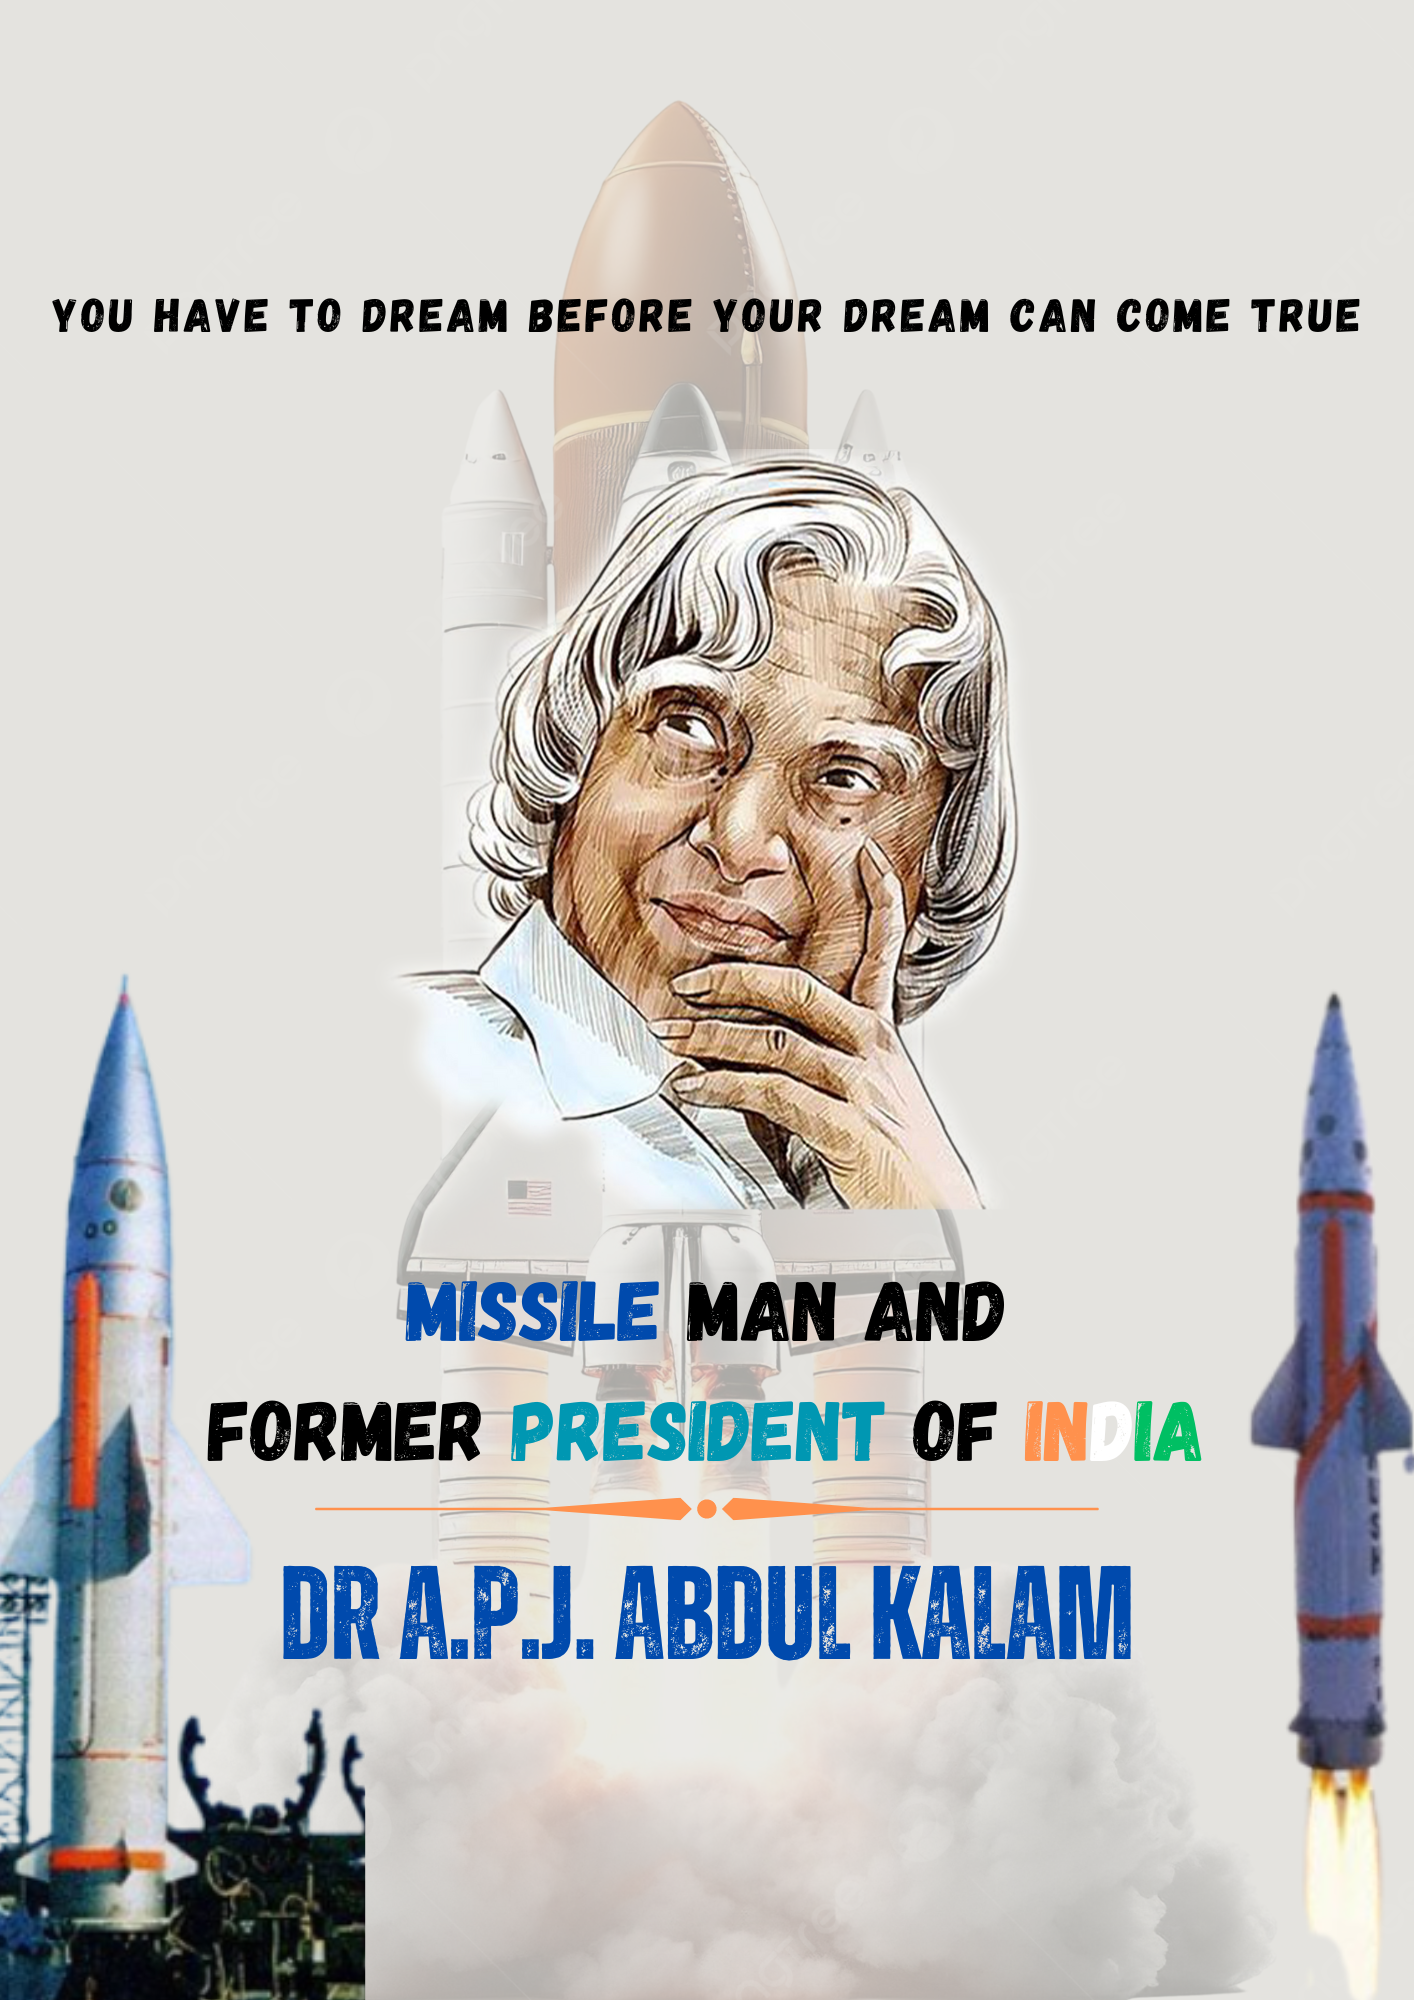 YOU HAVE TO DREAM BEFORE YOUR DREAM CAN COME TRUE
MISSILE MAN AND
FORMER PRESIDENT OF INDIA
DR A.P.J. ABDUL KALAM